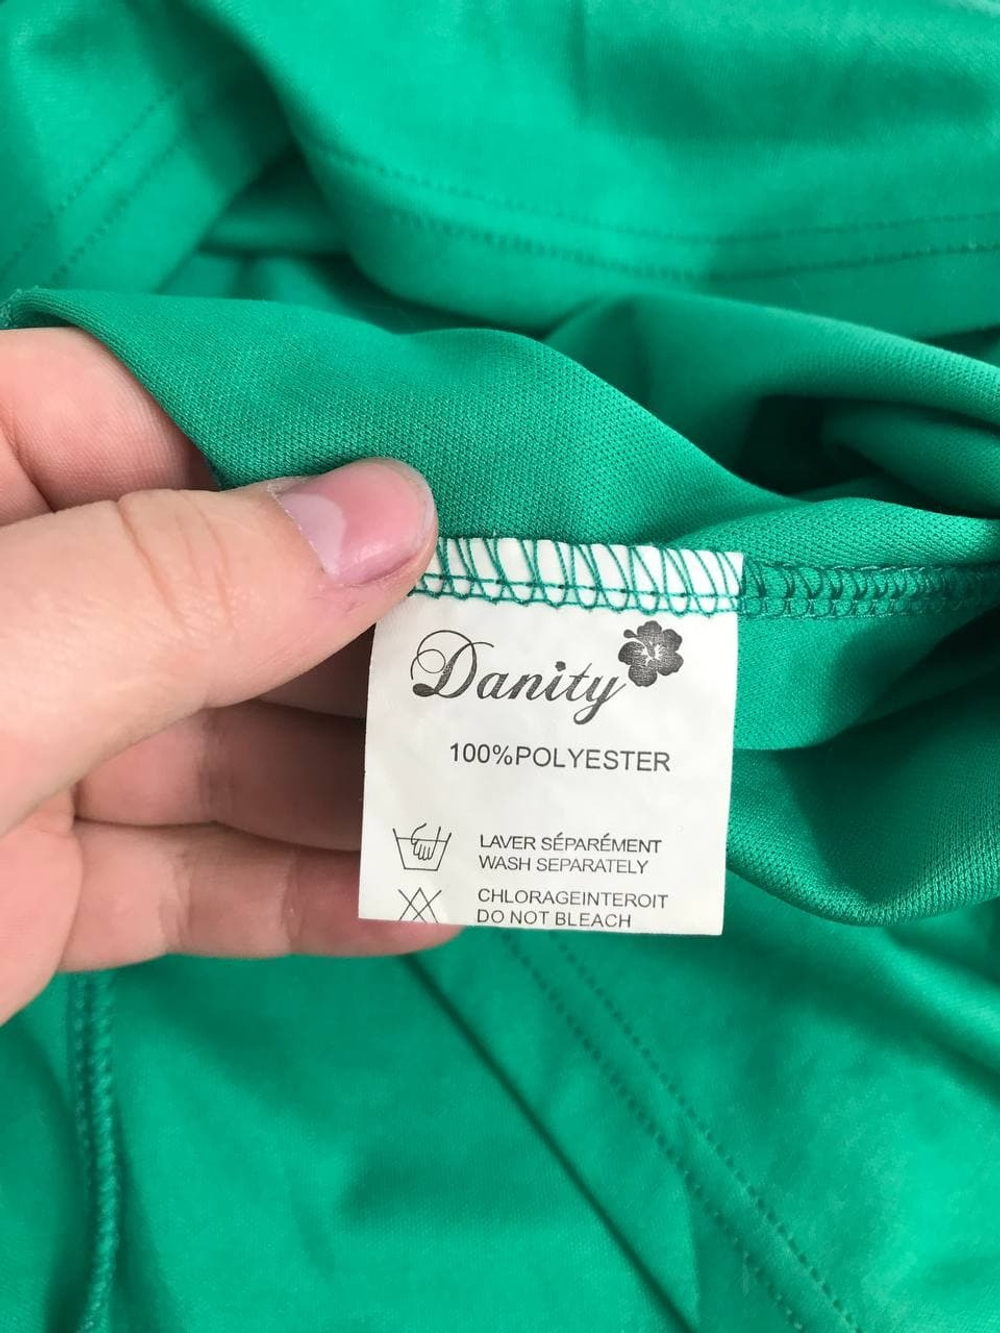 Danity
100%POLYESTER
LAVER SÉPARÉMENT
WASH SEPARATELY
CHLORAGEINTEROIT
DO NOT BLEACH